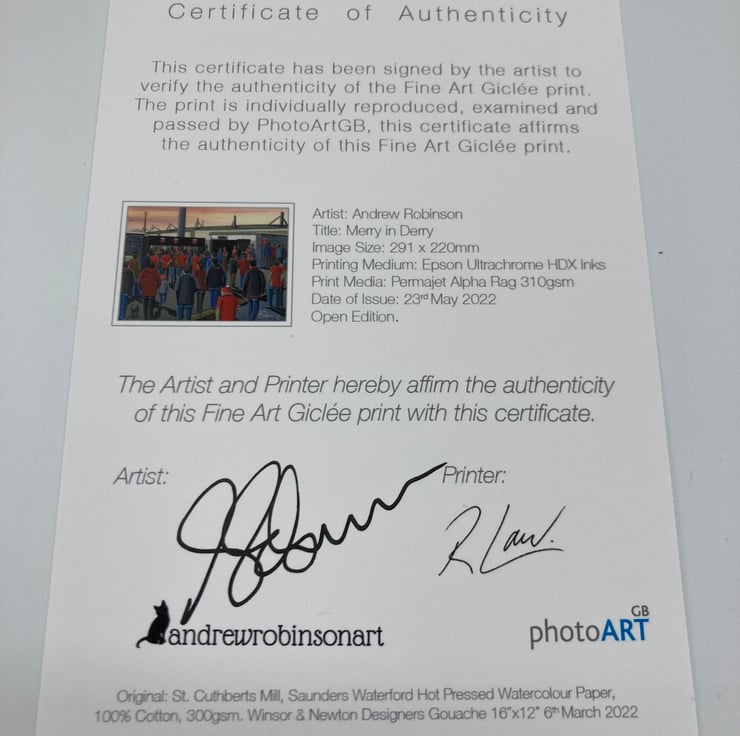 Certificate of Authenticity
This certificate has been signed by the artist to
verify the authenticity of the Fine Art Giclée print.
The print is individually reproduced, examined and
passed by PhotoArtGB, this certificate affirms
the authenticity of this Fine Art Giclée print.
Artist: Andrew Robinson
Title: Merry in Derry
Image Size: 291 x 220mm
Printing Medium: Epson Ultrachrome HDX Inks
Print Media: Permajet Alpha Rag 310gsm
Date of Issue: 23rd May 2022
Open Edition.
The Artist and Printer hereby affirm the authenticity
of this Fine Art Giclée print with this certificate.
Artist:
Printer:
R Law.
andrewrobinsonart
photoART GB
Original: St. Cuthberts Mill, Saunders Waterford Hot Pressed Watercolour Paper,
100% Cotton, 300gsm. Winsor & Newton Designers Gouache 16"x12" 6th March 2022